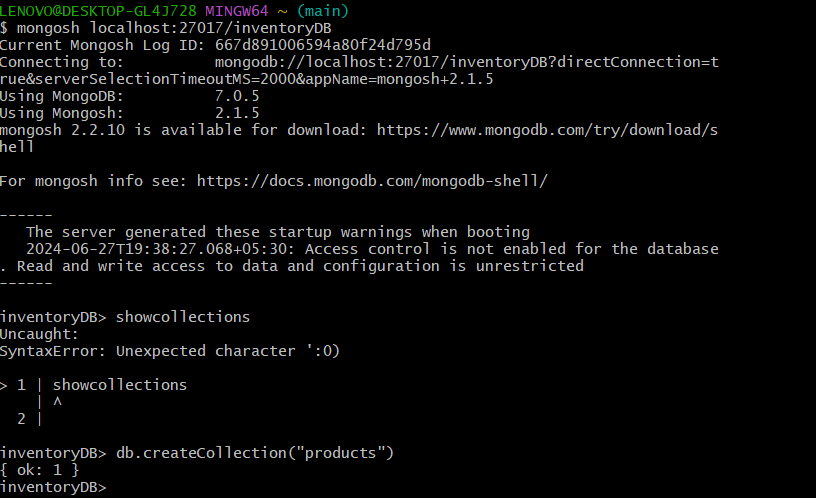 LENOVO@DESKTOP-GL4J728 MINGW64 ~ (main)
$ mongosh localhost:27017/inventoryDB
Current Mongosh Log ID: 667d891006594a80f24d795d
Connecting to:          mongodb://localhost:27017/inventoryDB?directConnection=t
rue&serverSelectionTimeoutMS=2000&appName=mongosh+2.1.5
Using MongoDB:          7.0.5
Using Mongosh:          2.1.5
mongosh 2.2.10 is available for download: https://www.mongodb.com/try/download/s
hell

For mongosh info see: https://docs.mongodb.com/mongodb-shell/

------
   The server generated these startup warnings when booting
   2024-06-27T19:38:27.068+05:30: Access control is not enabled for the database
. Read and write access to data and configuration is unrestricted
------

inventoryDB> showcollections
Uncaught:
SyntaxError: Unexpected character ':0)

> 1 | showcollections
    | ^
  2 |

inventoryDB> db.createCollection("products")
{ ok: 1 }
inventoryDB>